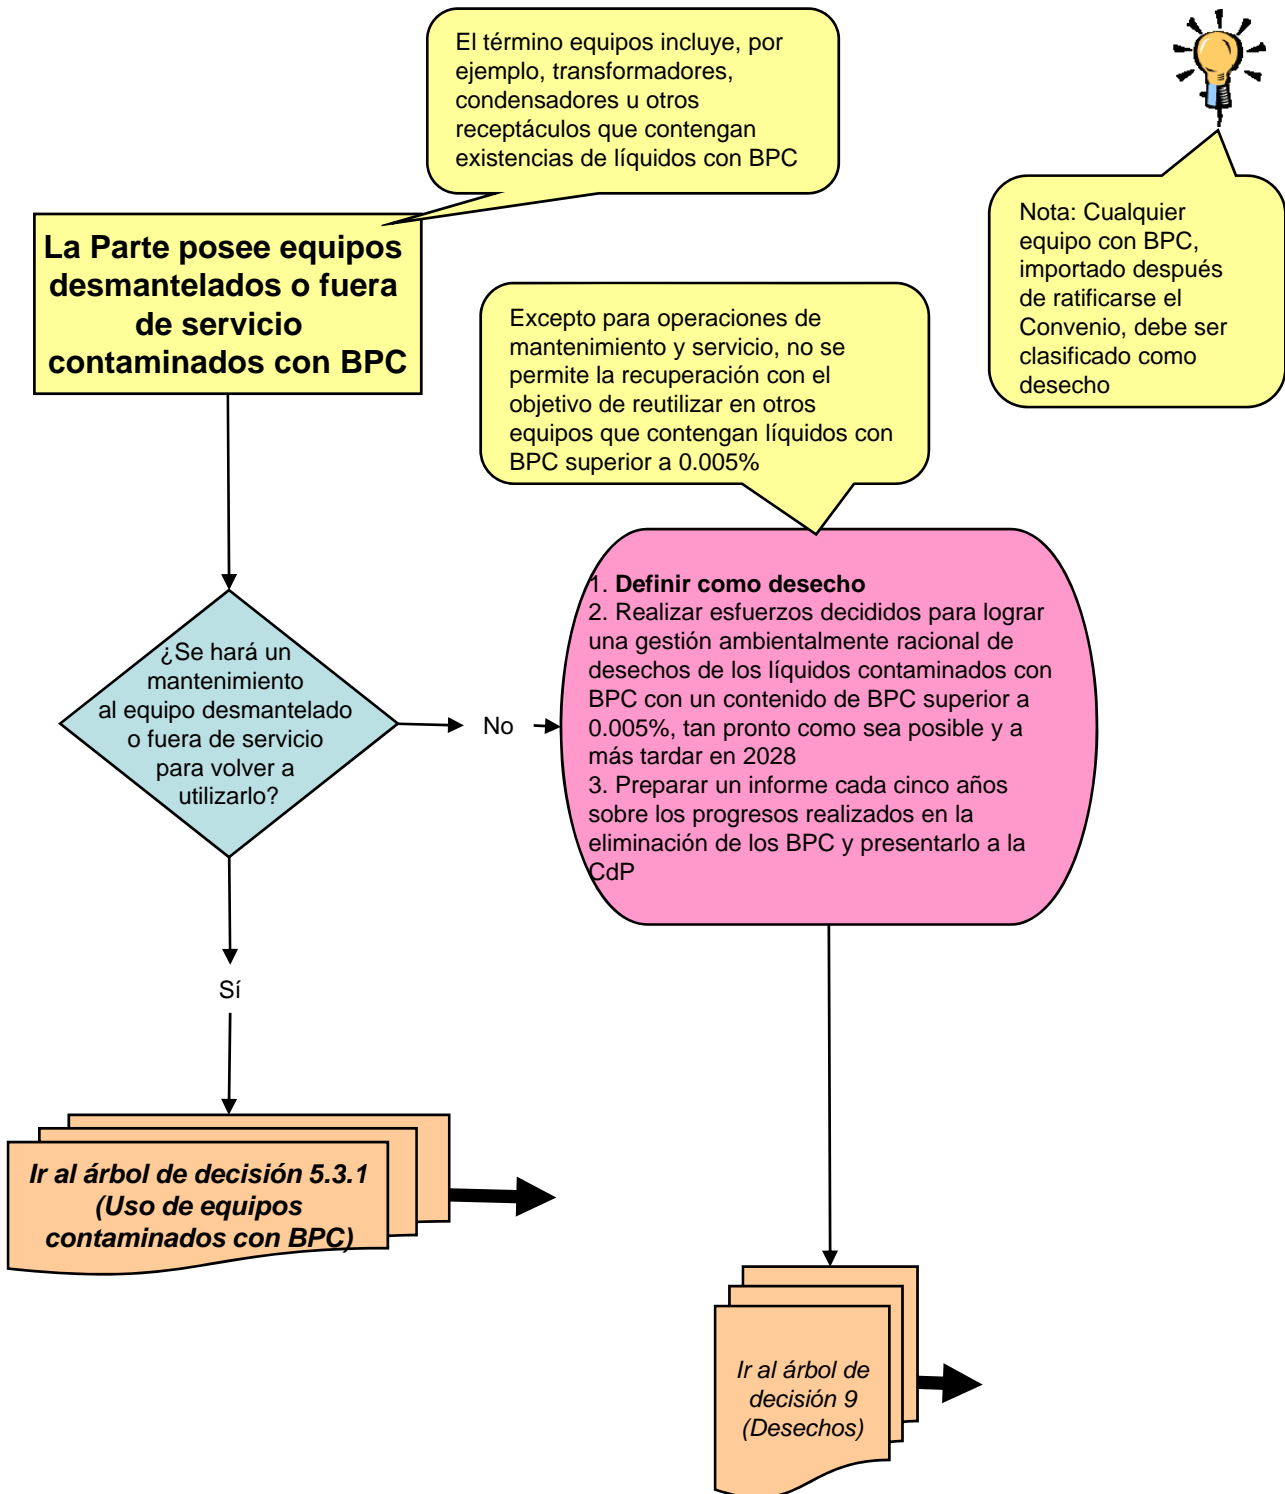 El término equipos incluye, por
ejemplo, transformadores,
condensadores u otros
receptáculos que contengan
existencias de líquidos con BPC
Nota: Cualquier
equipo con BPC,
importado después
de ratificarse el
Convenio, debe ser
clasificado como
desecho
La Parte posee equipos
desmantelados o fuera
de servicio
contaminados con BPC
Excepto para operaciones de
mantenimiento y servicio, no se
permite la recuperación con el
objetivo de reutilizar en otros
equipos que contengan líquidos con
BPC superior a 0.005%
¿Se hará un
mantenimiento
al equipo desmantelado
o fuera de servicio
para volver a
utilizarlo?
No
1. Definir como desecho
2. Realizar esfuerzos decididos para lograr
una gestión ambientalmente racional de
desechos de los líquidos contaminados con
BPC con un contenido de BPC superior a
0.005%, tan pronto como sea posible y a
más tardar en 2028
3. Preparar un informe cada cinco años
sobre los progresos realizados en la
eliminación de los BPC y presentarlo a la
CdP
Sí
Ir al árbol de decisión 5.3.1
(Uso de equipos
contaminados con BPC)
Ir al árbol de
decisión 9
(Desechos)